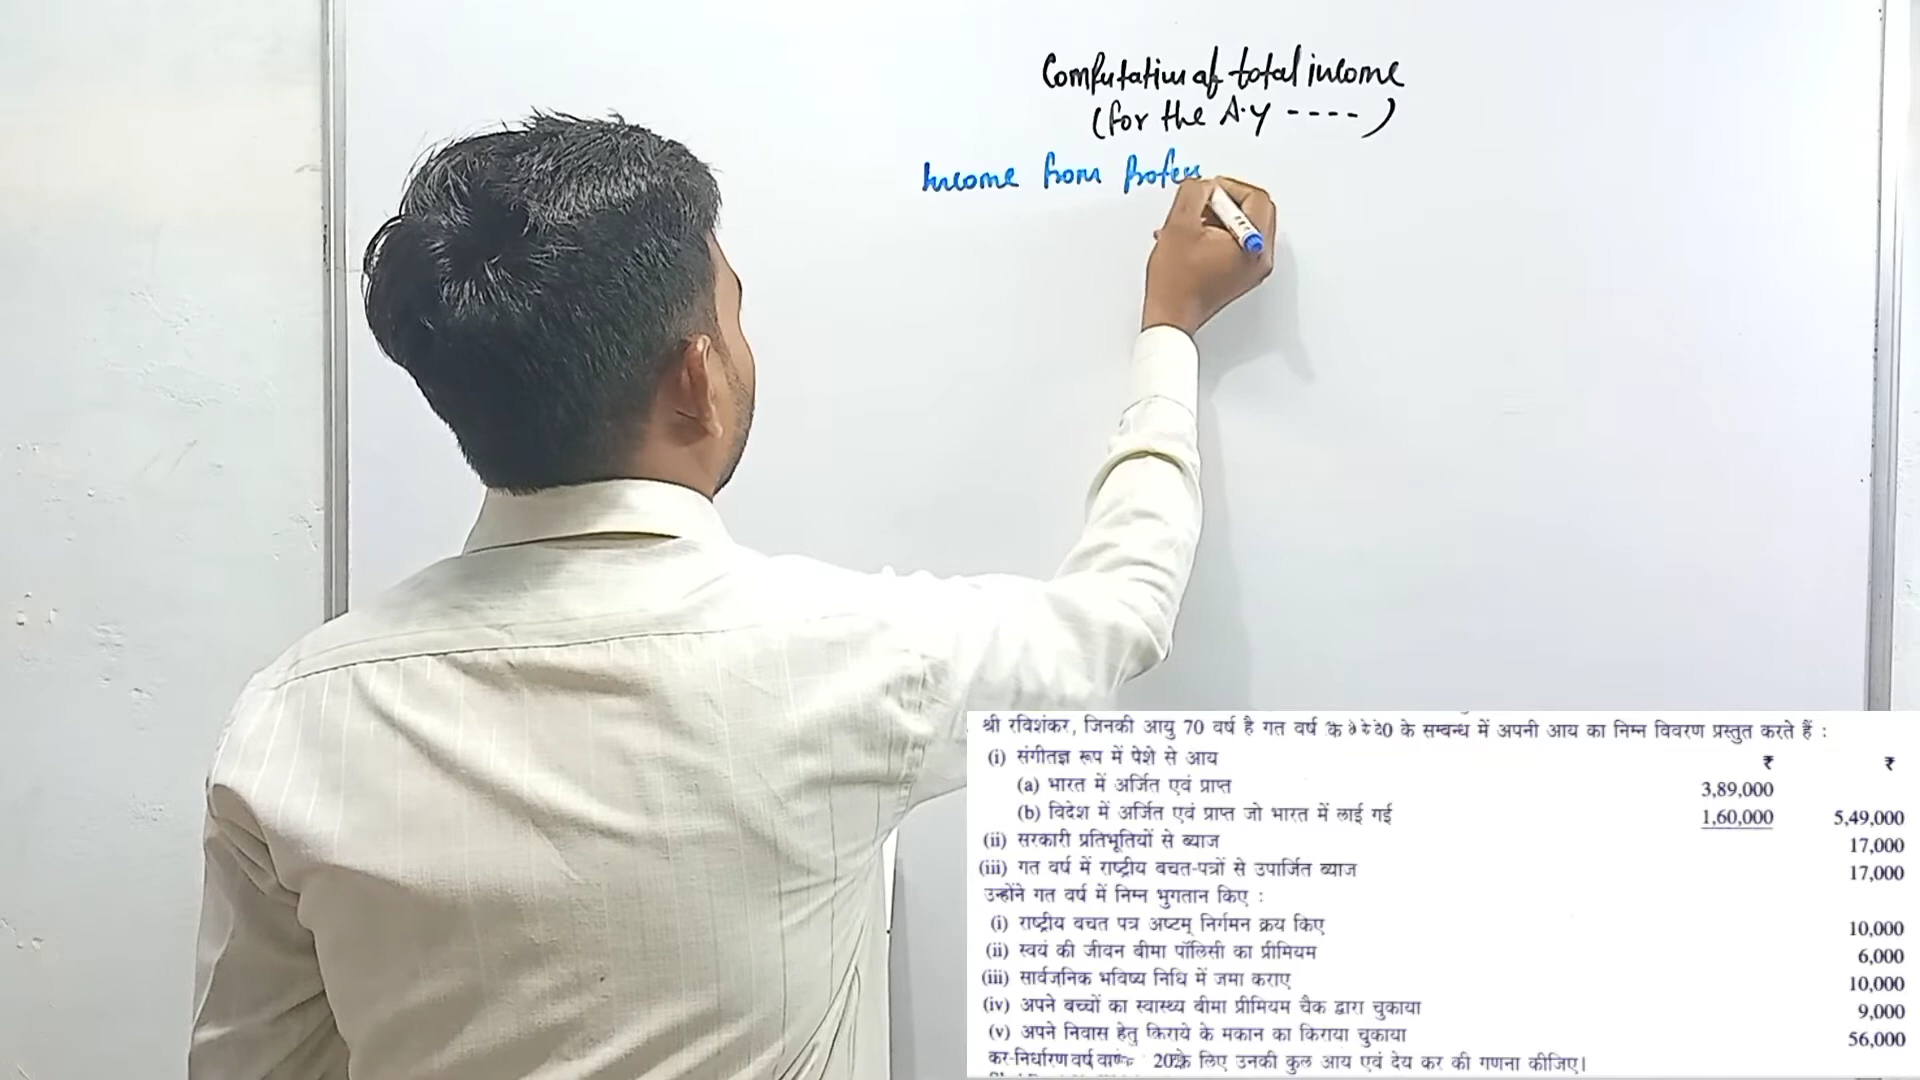 Computation of total income
(for the A.Y ----)
Income from Profess
श्री रविशंकर, जिनकी आयु 70 वर्ष है गत वर्ष के सम्बन्ध में अपनी आय का निम्न विवरण प्रस्तुत करते हैं :
(i) संगीतज्ञ रूप में पेशे से आय ₹ ₹
(a) भारत में अर्जित एवं प्राप्त 3,89,000
(b) विदेश में अर्जित एवं प्राप्त जो भारत में लाई गई 1,60,000 5,49,000
(ii) सरकारी प्रतिभूतियों से ब्याज 17,000
(iii) गत वर्ष में राष्ट्रीय बचत-पत्रों से उपार्जित ब्याज 17,000
उन्होंने गत वर्ष में निम्न भुगतान किए :
(i) राष्ट्रीय बचत पत्र अष्टम् निर्गमन क्रय किए 10,000
(ii) स्वयं की जीवन बीमा पॉलिसी का प्रीमियम 6,000
(iii) सार्वजनिक भविष्य निधि में जमा कराए 10,000
(iv) अपने बच्चों का स्वास्थ्य बीमा प्रीमियम चैक द्वारा चुकाया 9,000
(v) अपने निवास हेतु किराये के मकान का किराया चुकाया 56,000
कर-निर्धारण वर्ष के लिए उनकी कुल आय एवं देय कर की गणना कीजिए।